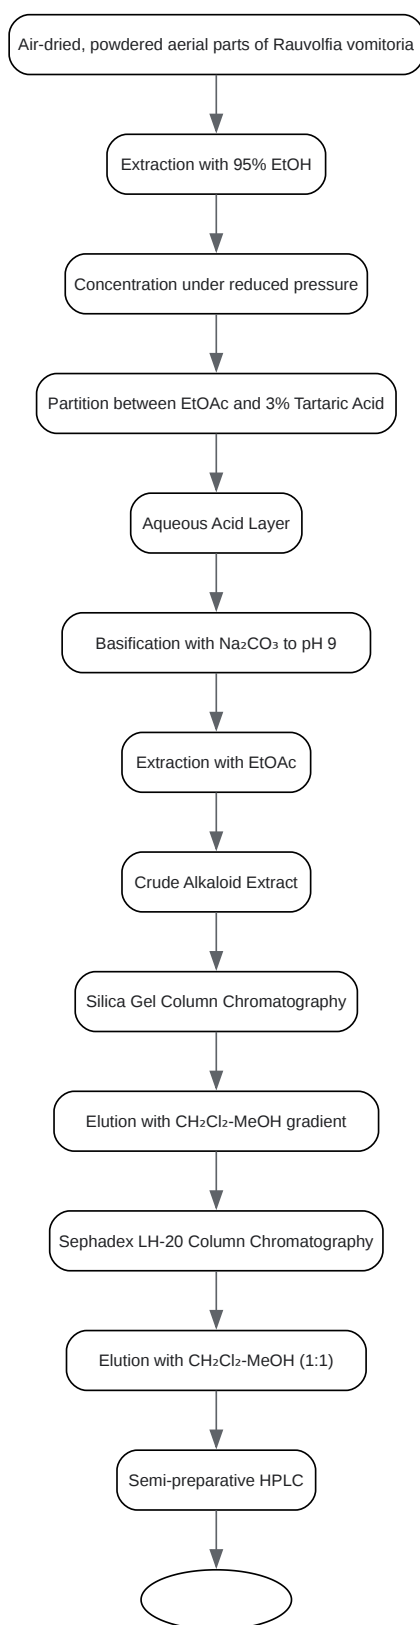 Air-dried, powdered aerial parts of Rauvolfia vomitoria
Extraction with 95% EtOH
Concentration under reduced pressure
Partition between EtOAc and 3% Tartaric Acid
Aqueous Acid Layer
Basification with Na₂CO₃ to pH 9
Extraction with EtOAc
Crude Alkaloid Extract
Silica Gel Column Chromatography
Elution with CH₂Cl₂-MeOH gradient
Sephadex LH-20 Column Chromatography
Elution with CH₂Cl₂-MeOH (1:1)
Semi-preparative HPLC